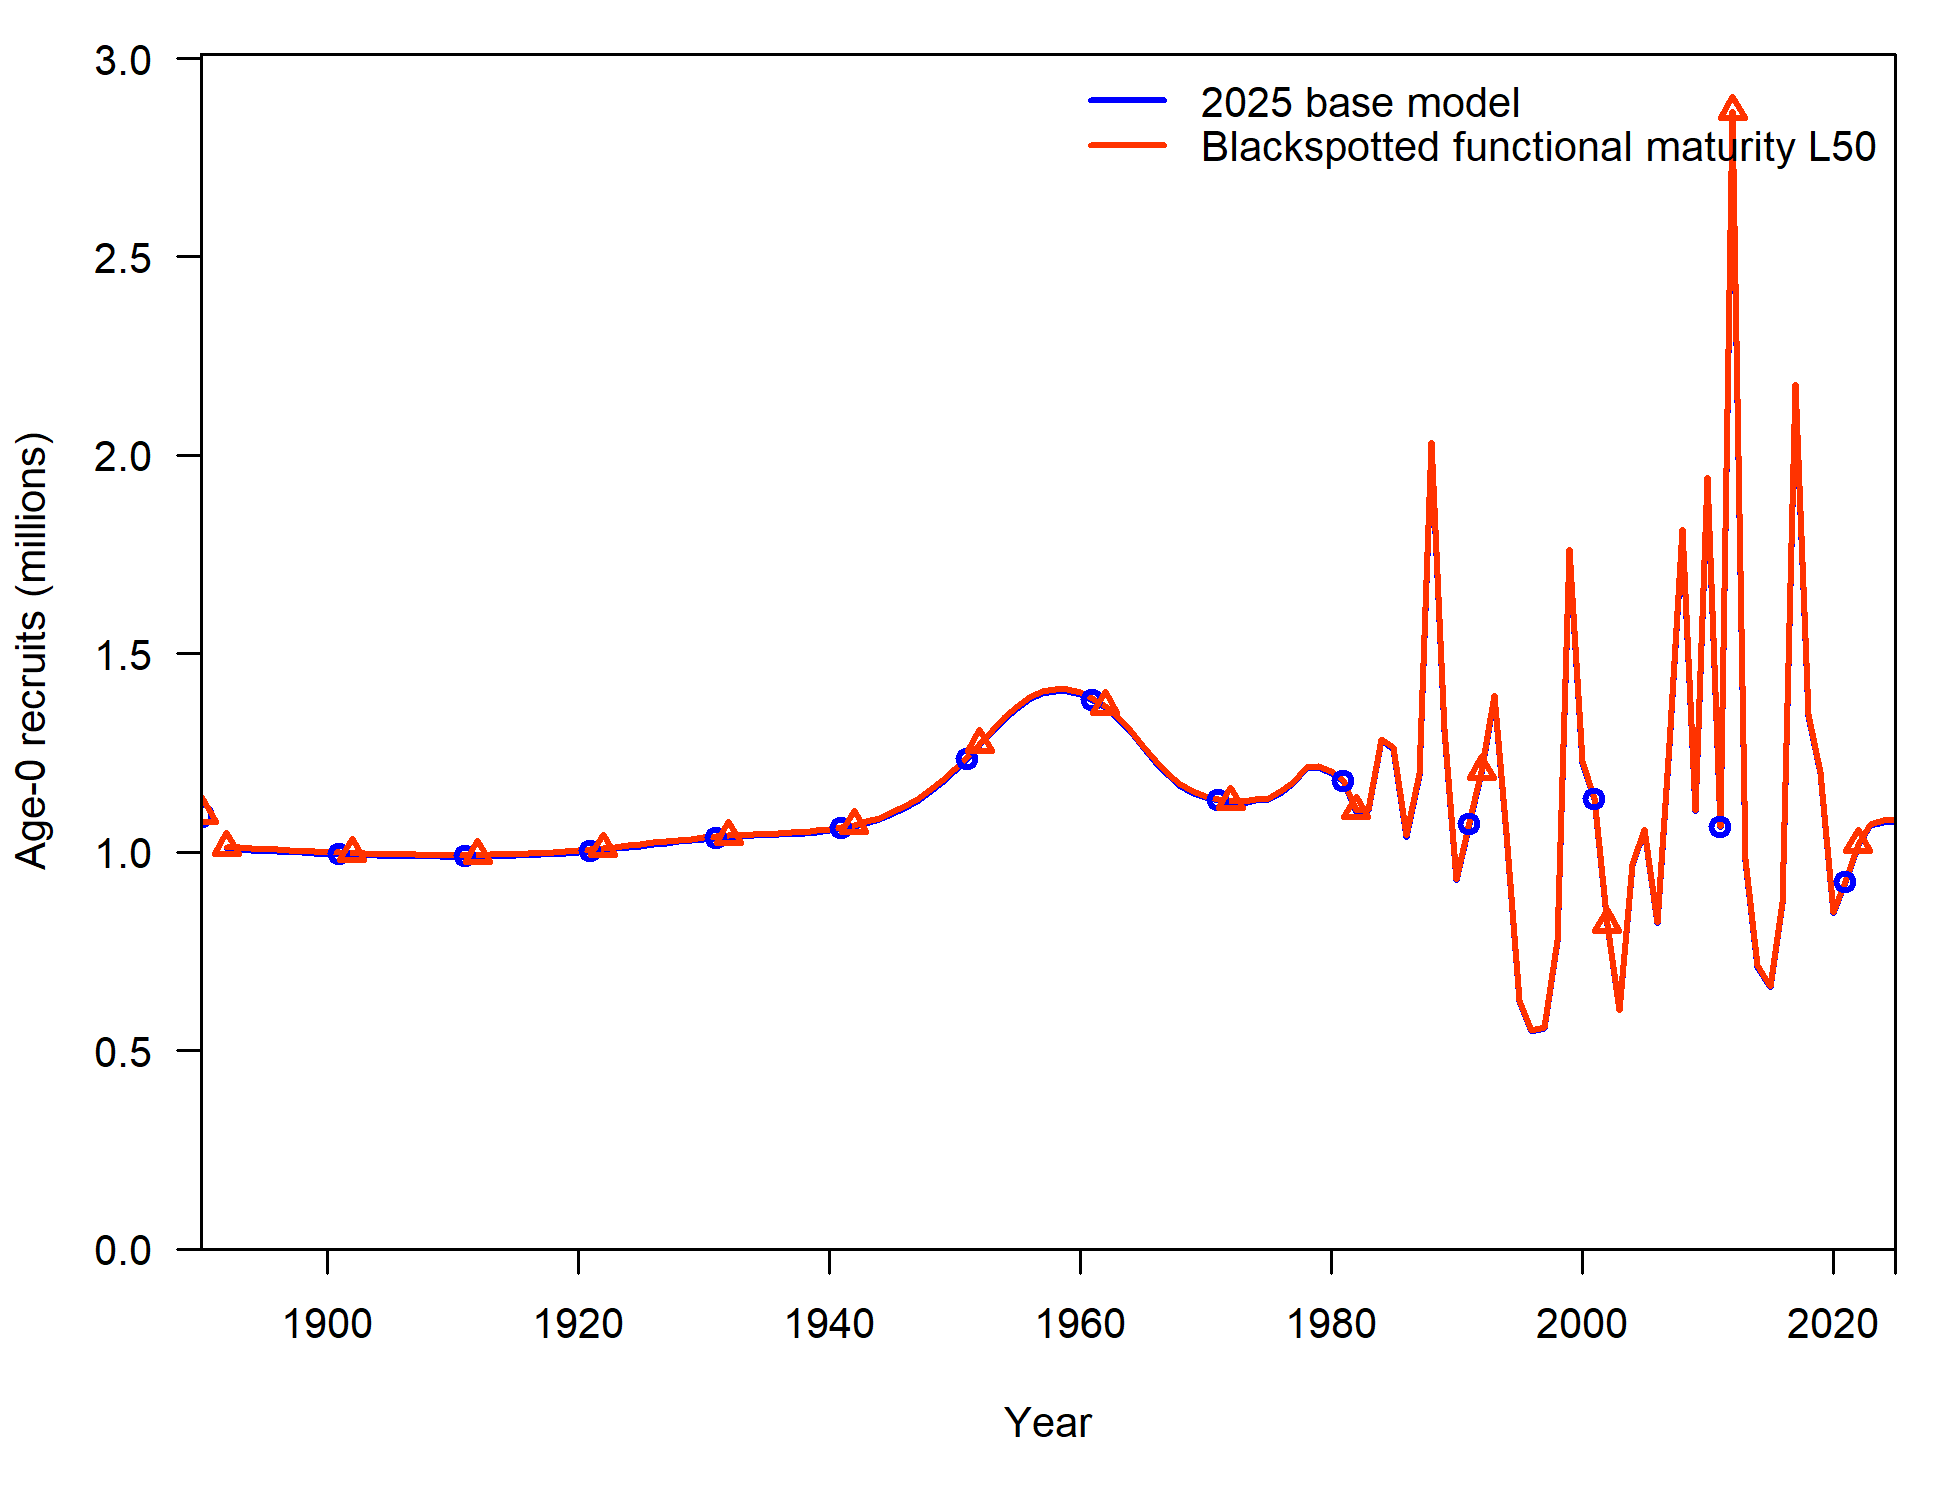 3.0
2.5
2.0
1.5
1.0
0.5
0.0
Age-0 recruits (millions)
2025 base model
Blackspotted functional maturity L50
1900 1920 1940 1960 1980 2000 2020
Year